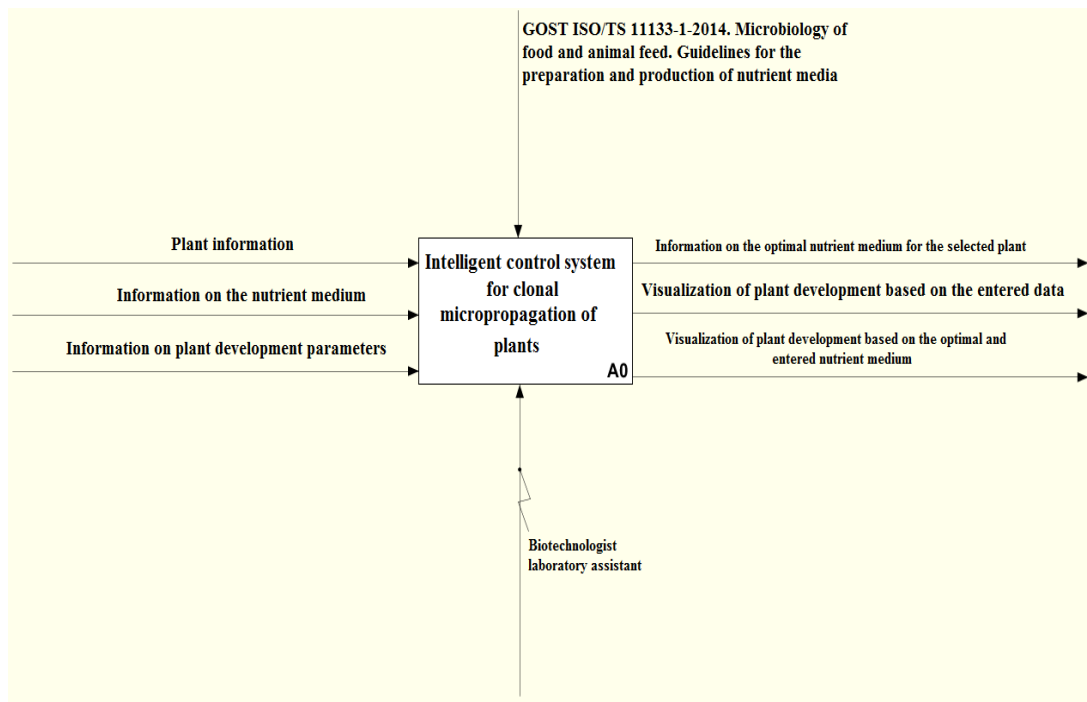 GOST ISO/TS 11133-1-2014. Microbiology of
food and animal feed. Guidelines for the
preparation and production of nutrient media
Plant information
Information on the nutrient medium
Information on plant development parameters
Intelligent control system
for clonal
micropropagation of
plants
A0
Information on the optimal nutrient medium for the selected plant
Visualization of plant development based on the entered data
Visualization of plant development based on the optimal and
entered nutrient medium
Biotechnologist
laboratory assistant